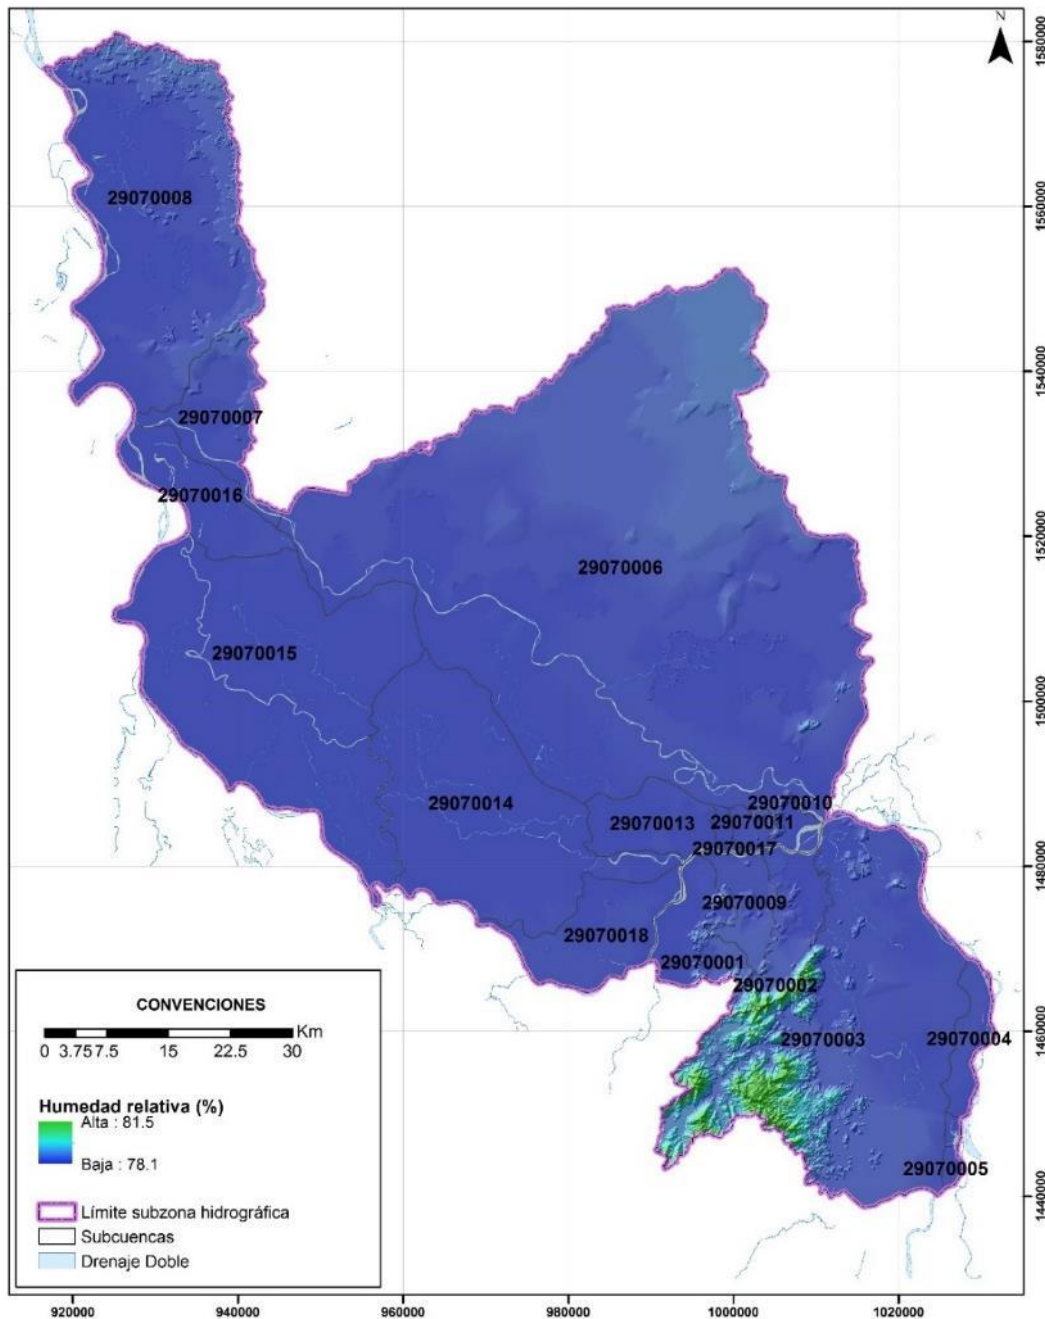 N
1580000
29070008
1560000
1540000
29070007
29070016
1520000
29070006
29070015
1500000
29070014
29070010
29070013
29070011
29070017
1480000
29070009
29070018
29070001
29070002
29070003
29070004
1460000
29070005
1440000
CONVENCIONES
Km
0 3.75 7.5 15 22.5 30
Humedad relativa (%)
Alta : 81.5
Baja : 78.1
Límite subzona hidrográfica
Subcuencas
Drenaje Doble
920000 940000 960000 980000 1000000 1020000